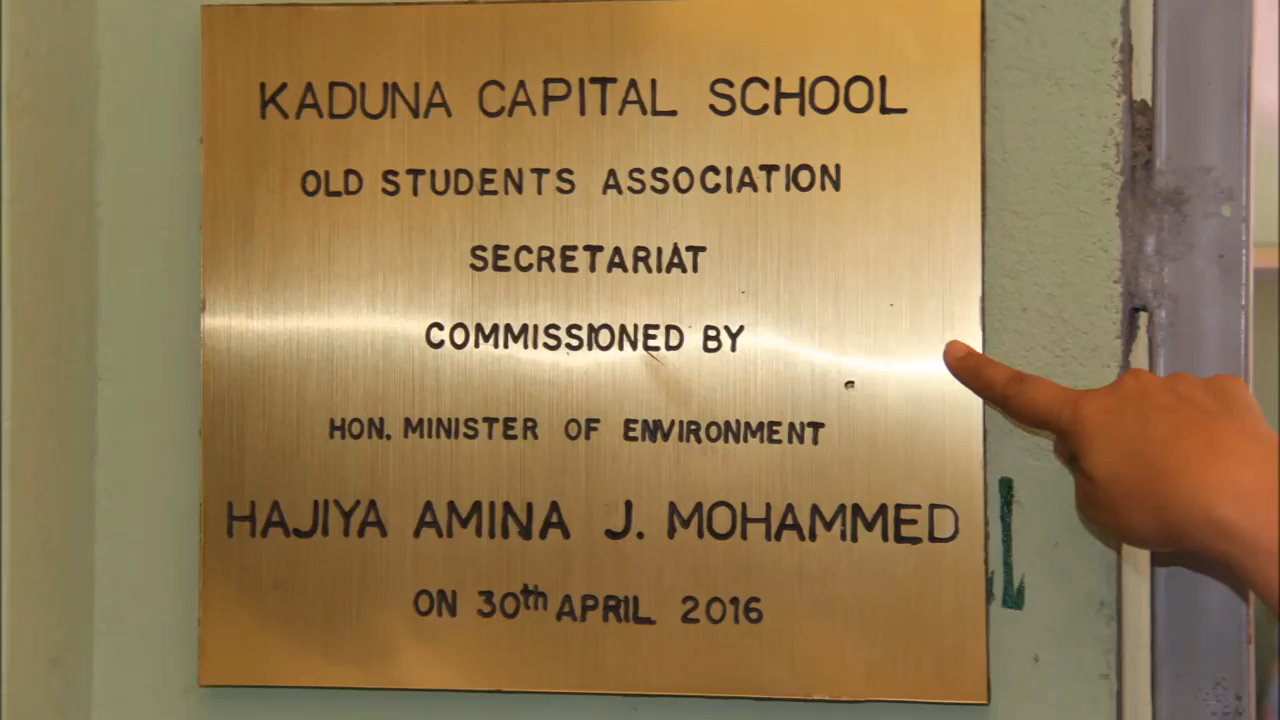 KADUNA CAPITAL SCHOOL
OLD STUDENTS ASSOCIATION
SECRETARIAT
COMMISSIONED BY
HON. MINISTER OF ENVIRONMENT
HAJIYA AMINA J. MOHAMMED
ON 30th APRIL 2016